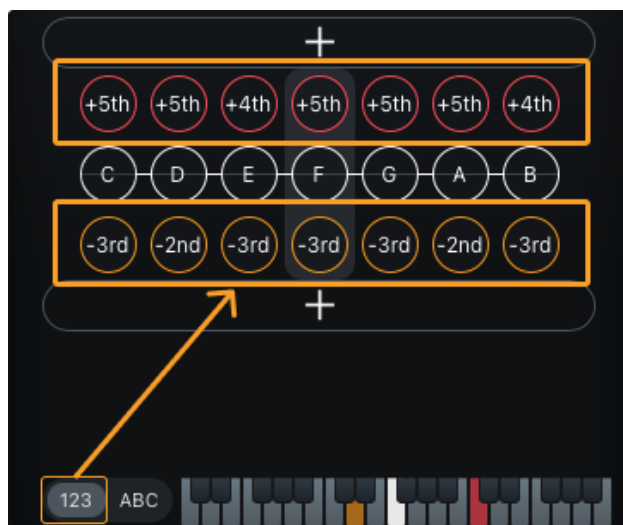 +
+5th +5th +4th +5th +5th +5th +4th
C D E F G A B
-3rd -2nd -3rd -3rd -3rd -2nd -3rd
+
123 ABC